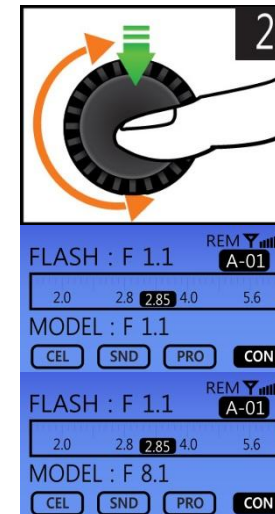 2
REM
FLASH : F 1.1 A-01
2.0 2.8 2.85 4.0 5.6
MODEL : F 1.1
CEL SND PRO CON
REM
FLASH : F 1.1 A-01
2.0 2.8 2.85 4.0 5.6
MODEL : F 8.1
CEL SND PRO CON